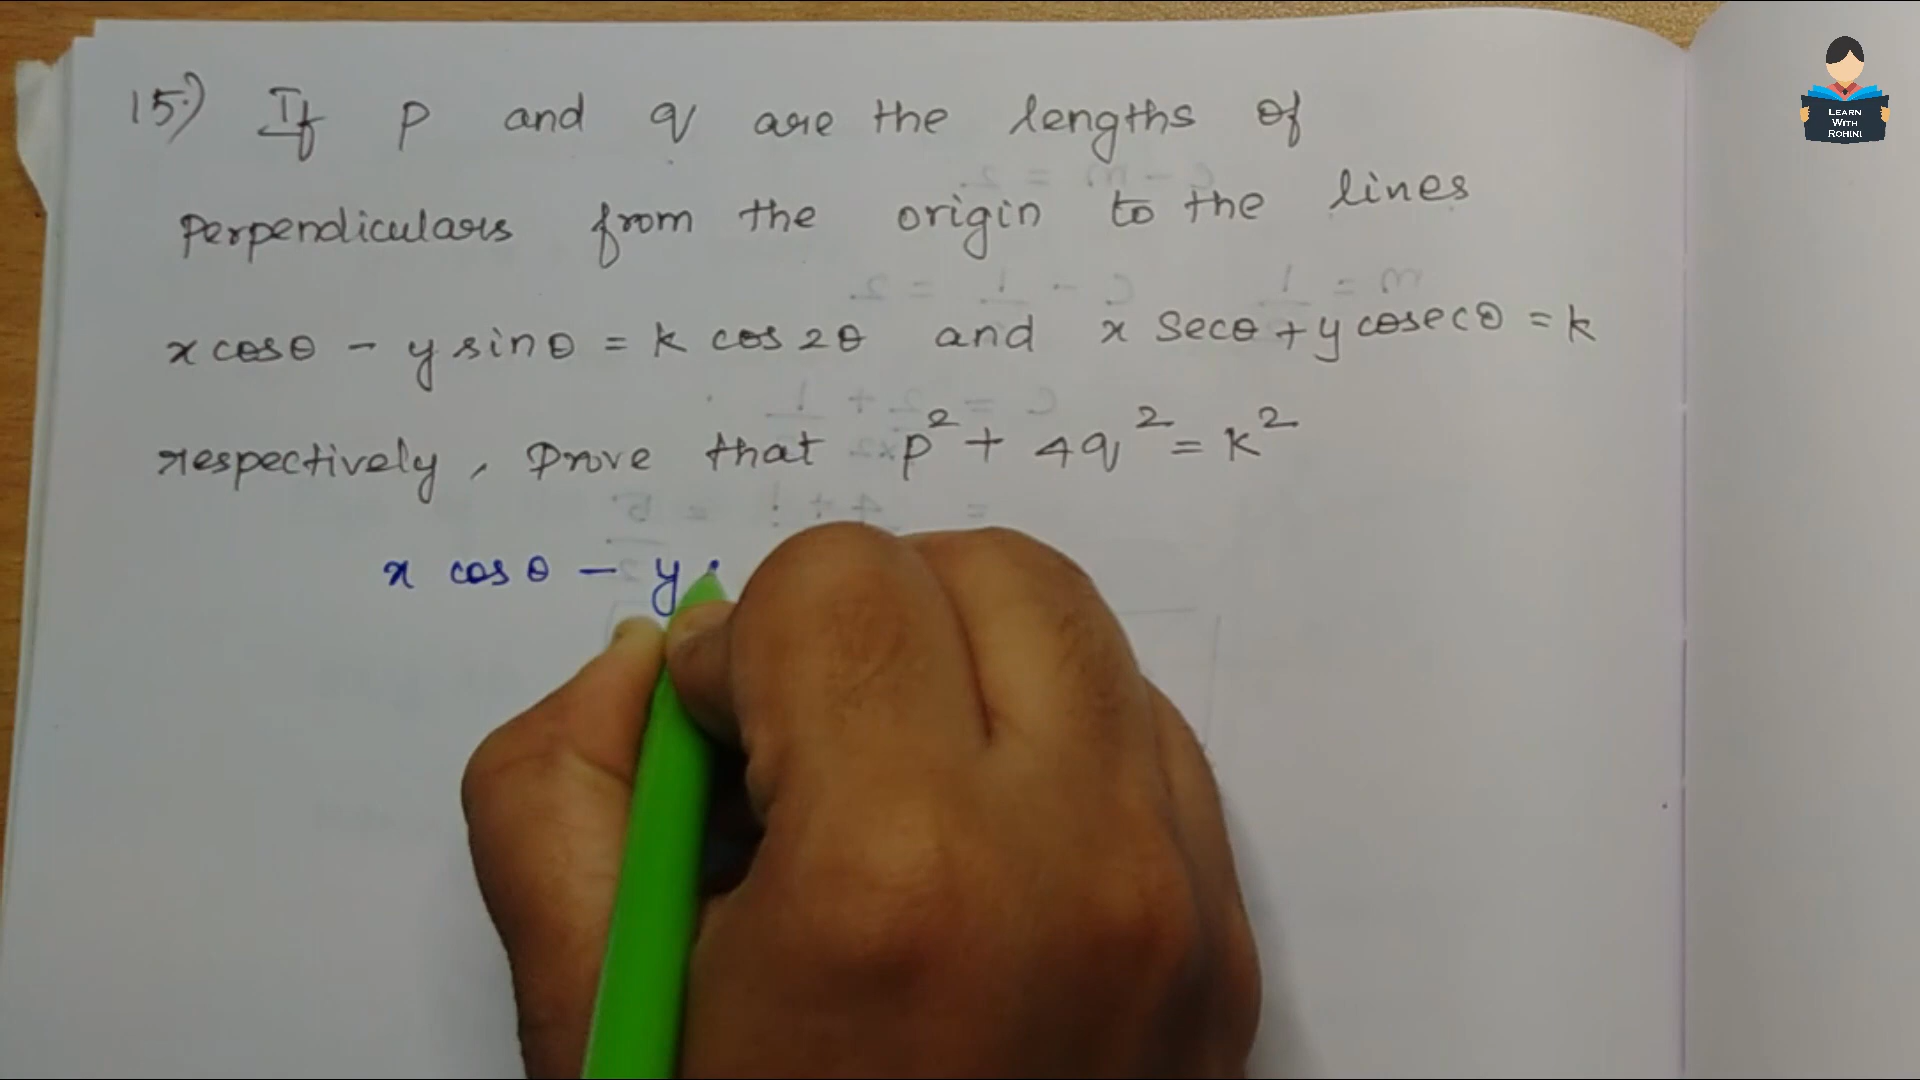 15.) If p and q are the lengths of
Perpendiculars from the origin to the lines
x cosθ - y sinθ = k cos 2θ and x secθ + y cosecθ = k
respectively, Prove that p² + 4q² = k²
x cos θ - y
LEARN
WITH
ROHINI